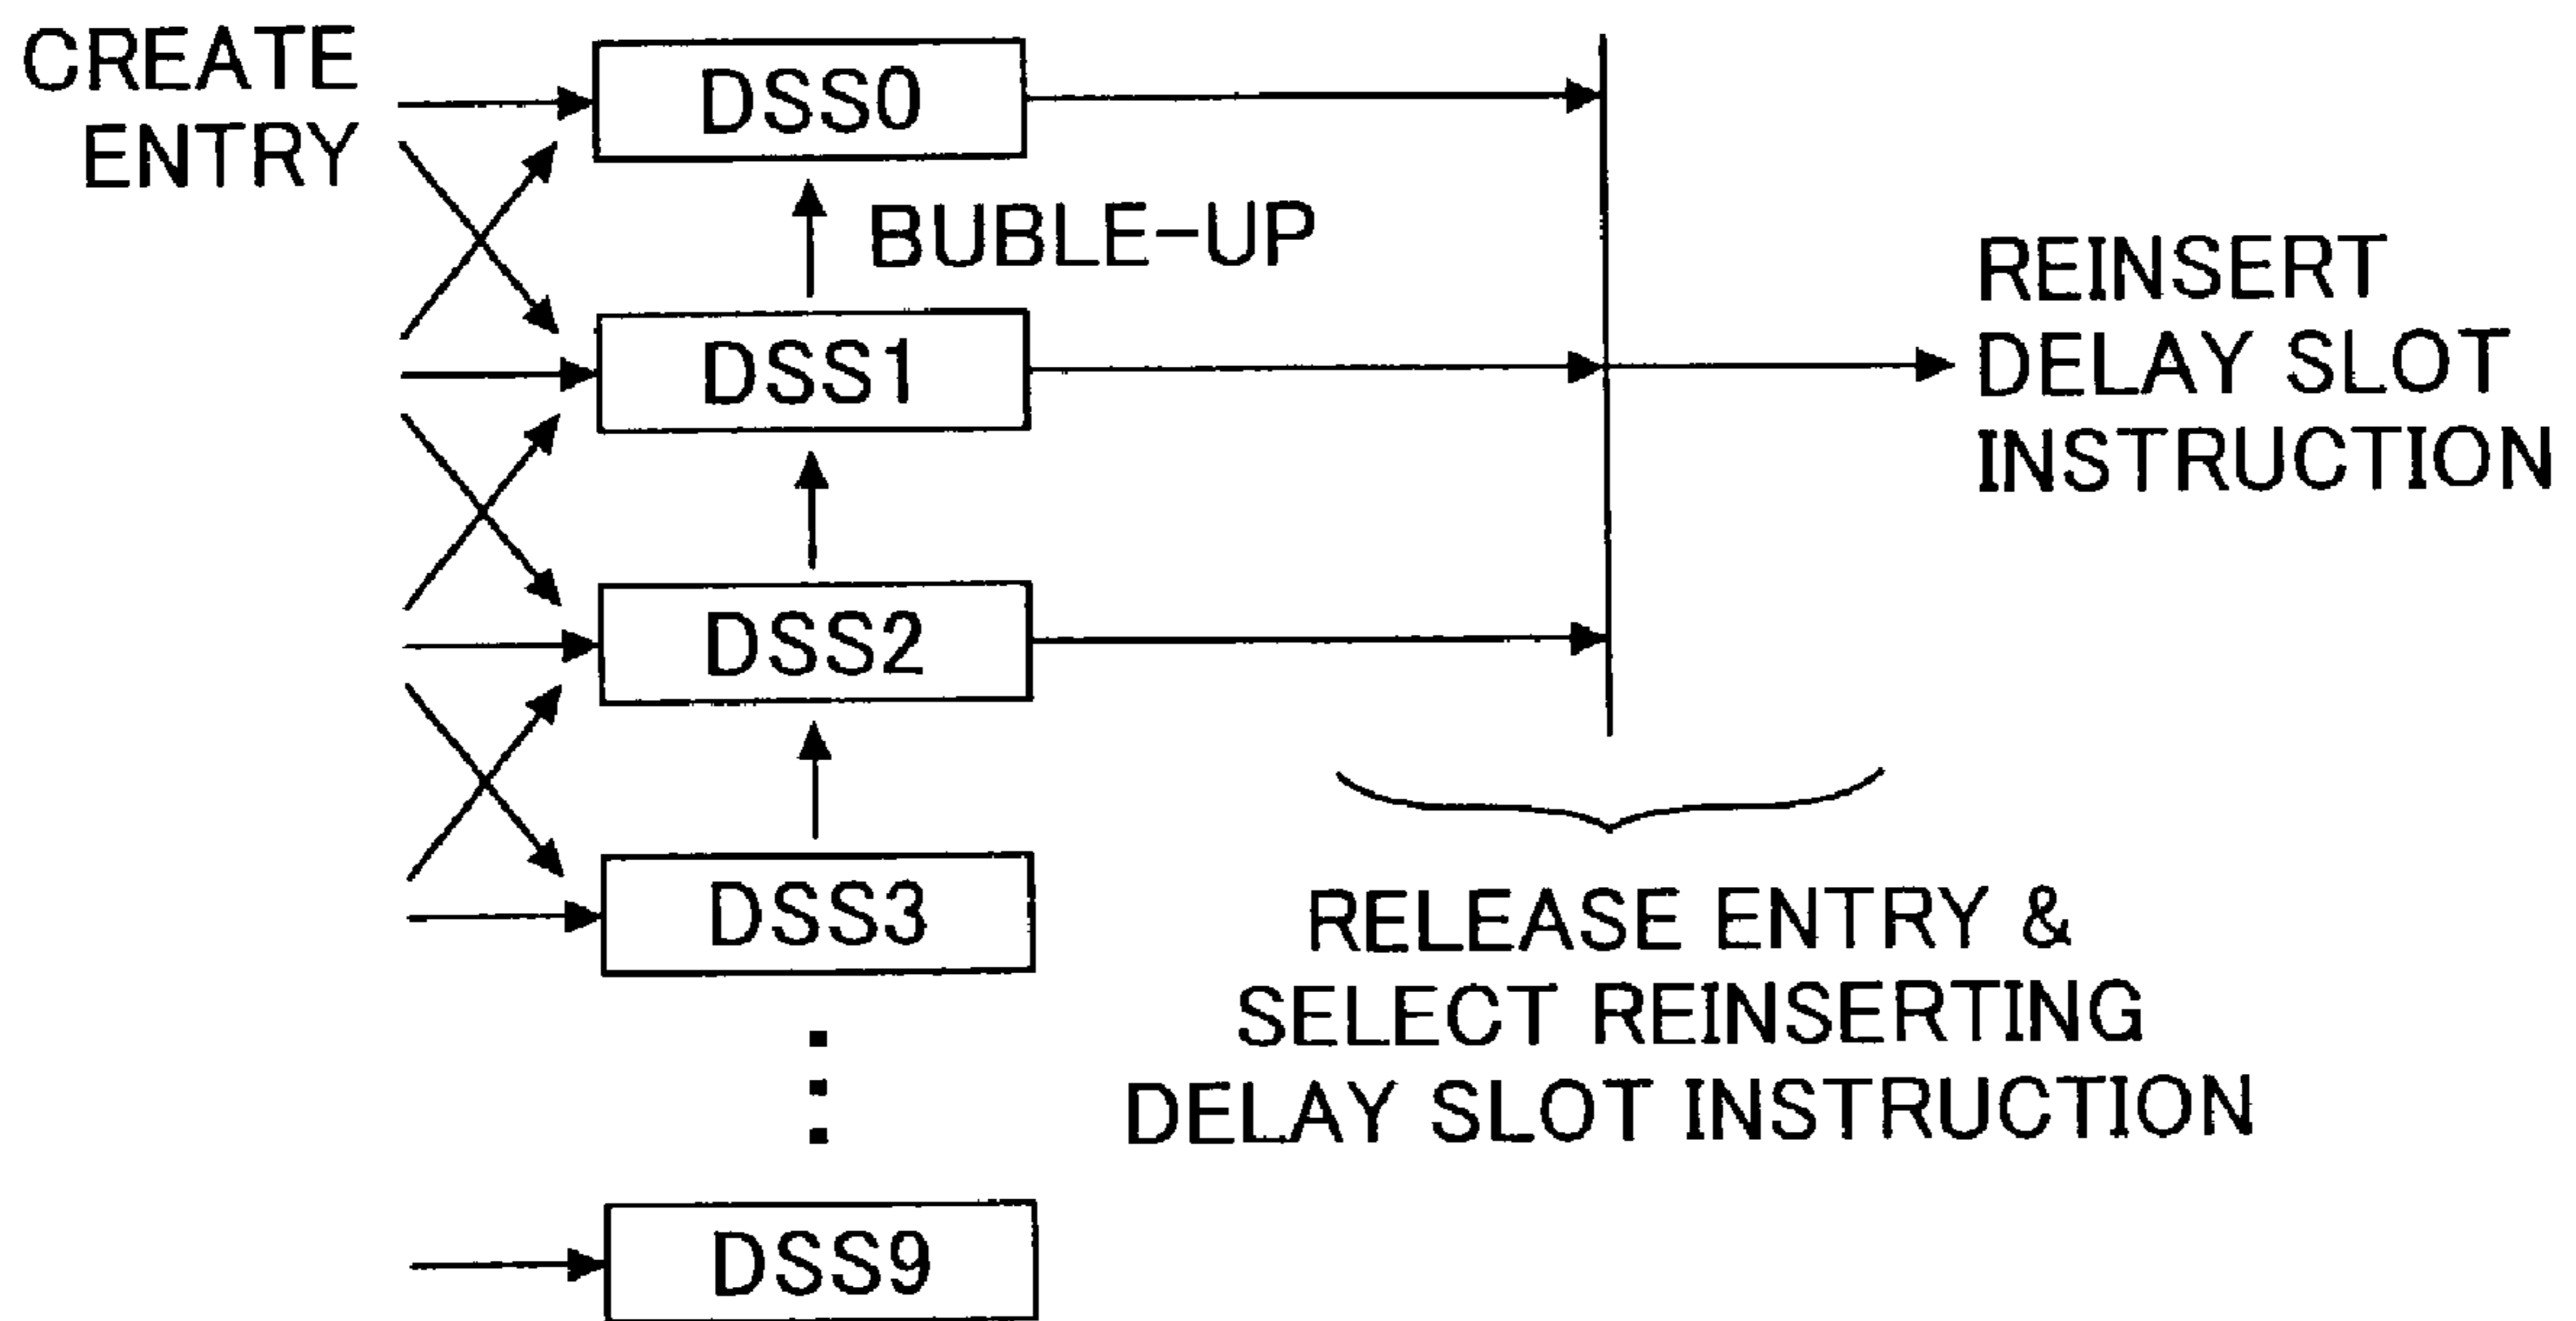 CREATE
ENTRY
DSS0
BUBLE-UP
DSS1
REINSERT
DELAY SLOT
INSTRUCTION
DSS2
DSS3
RELEASE ENTRY &
SELECT REINSERTING
DELAY SLOT INSTRUCTION
DSS9